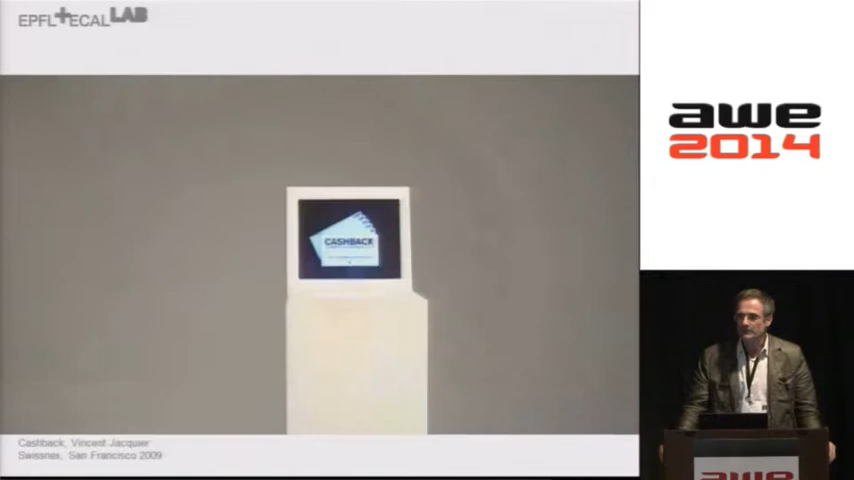 EPFL+ECAL LAB
awe
2014
CASHBACK
Cashback, Vincent Jacquier
Swissnex, San Francisco 2009
awe